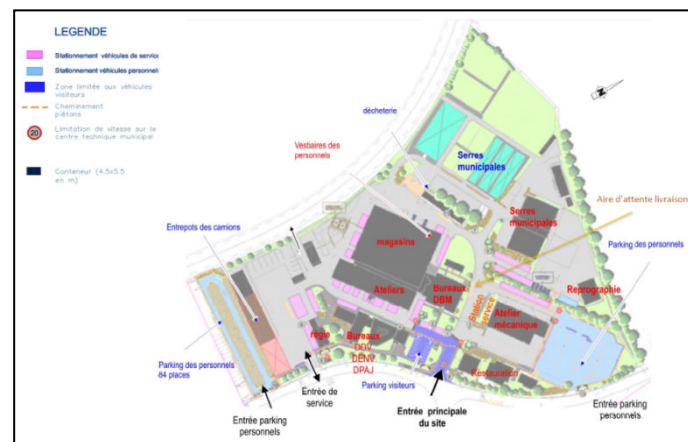 LEGENDE
Stationnement véhicules de service
Stationnement véhicules personnels
Zone limitée aux véhicules
visiteurs
Cheminement
piétons
20
Limitation de vitesse sur le
centre technique municipal
Conteneur (4.5x5.5
en m)
décheterie
Vestiaires des
personnels
Serres
municipales
Aire d'attente livraison
Serres
municipales
Entrepots des camions
Parking des personnels
magasins
Reprographie
Bureaux
DBM
Ateliers
Station
service
Atelier
mécanique
régie
Bureaux
DENV
DPAJ
Restauration
Parking des personnels
84 places
Entrée de
service
Parking visiteurs
Entrée parking
personnels
Entrée principale
du site
Entrée parking
personnels